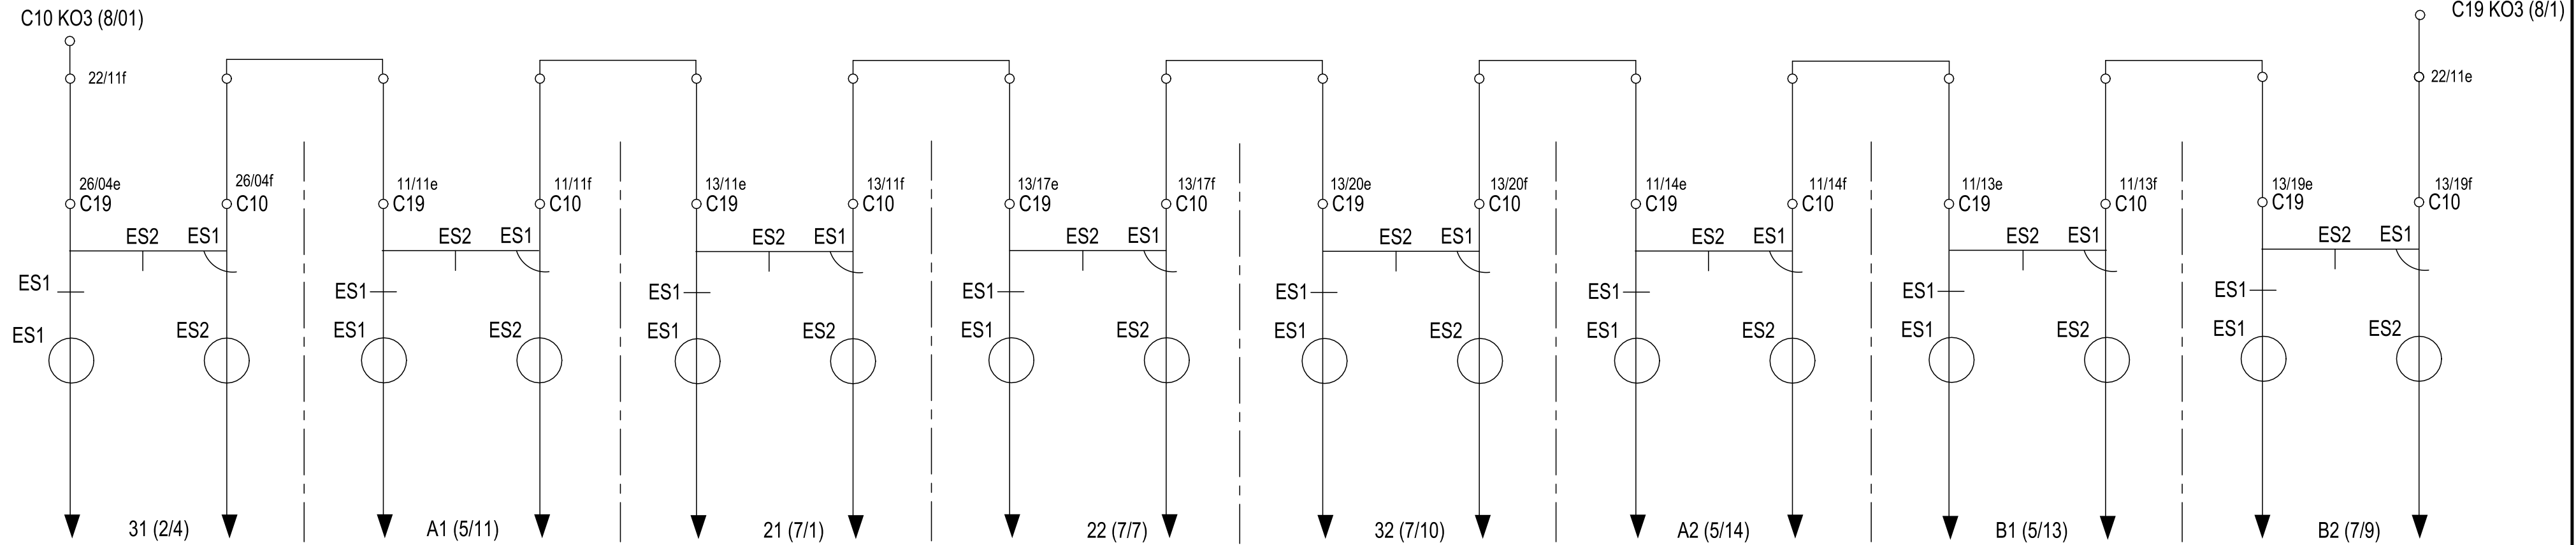 C10 KO3 (8/01) C19 KO3 (8/1)
22/11f 22/11e
26/04e 26/04f 11/11e 11/11f 13/11e 13/11f 13/17e 13/17f 13/20e 13/20f 11/14e 11/14f 11/13e 11/13f 13/19e 13/19f
C19 C10 C19 C10 C19 C10 C19 C10 C19 C10 C19 C10 C19 C10 C19 C10
ES2 ES1 ES2 ES1 ES2 ES1 ES2 ES1 ES2 ES1 ES2 ES1 ES2 ES1 ES2 ES1
ES1 ES1 ES1 ES1 ES1 ES1 ES1 ES1
ES1 ES2 ES1 ES2 ES1 ES2 ES1 ES2 ES1 ES2 ES1 ES2 ES1 ES2 ES1 ES2
31 (2/4) A1 (5/11) 21 (7/1) 22 (7/7) 32 (7/10) A2 (5/14) B1 (5/13) B2 (7/9)